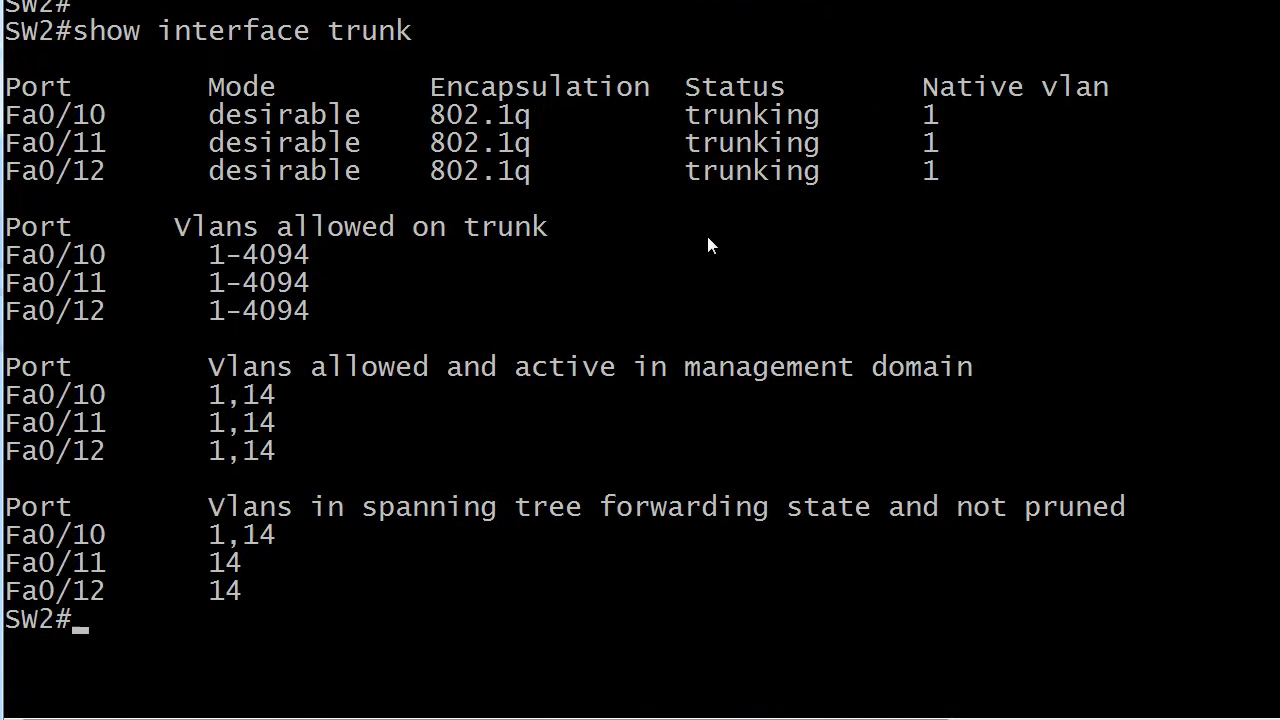 SW2#
SW2#show interface trunk
Port Mode Encapsulation Status Native vlan
Fa0/10 desirable 802.1q trunking 1
Fa0/11 desirable 802.1q trunking 1
Fa0/12 desirable 802.1q trunking 1
Port Vlans allowed on trunk
Fa0/10 1-4094
Fa0/11 1-4094
Fa0/12 1-4094
Port Vlans allowed and active in management domain
Fa0/10 1,14
Fa0/11 1,14
Fa0/12 1,14
Port Vlans in spanning tree forwarding state and not pruned
Fa0/10 1,14
Fa0/11 14
Fa0/12 14
SW2#_